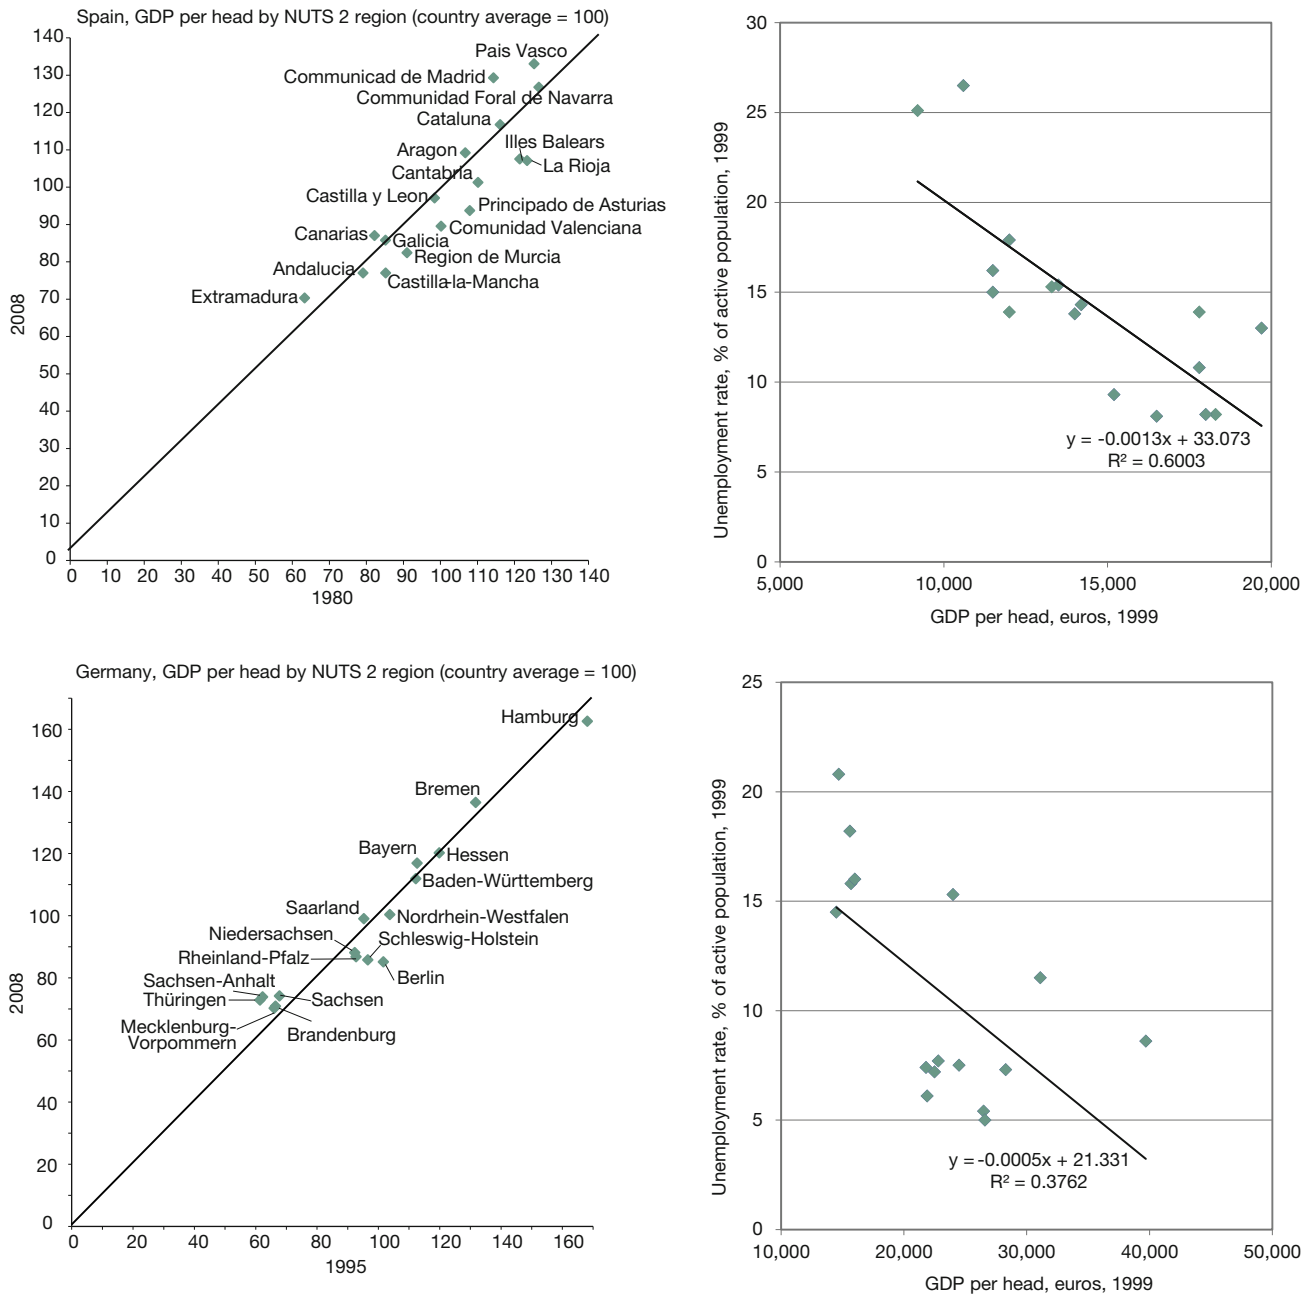 Spain, GDP per head by NUTS 2 region (country average = 100)
140
130
120
110
100
90
80
70
60
50
40
30
20
10
0
2008
Pais Vasco
Communicad de Madrid
Communidad Foral de Navarra
Cataluna
Illes Balears
Aragon
La Rioja
Cantabria
Castilla y Leon
Principado de Asturias
Comunidad Valenciana
Canarias
Galicia
Region de Murcia
Andalucia
Castilla-la-Mancha
Extramadura
0 10 20 30 40 50 60 70 80 90 100 110 120 130 140
1980
30
25
20
15
10
5
0
Unemployment rate, % of active population, 1999
y = -0.0013x + 33.073
R² = 0.6003
5,000 10,000 15,000 20,000
GDP per head, euros, 1999
Germany, GDP per head by NUTS 2 region (country average = 100)
160
140
120
100
80
60
40
20
0
2008
Hamburg
Bremen
Bayern
Hessen
Baden-Württemberg
Saarland
Nordrhein-Westfalen
Niedersachsen
Schleswig-Holstein
Rheinland-Pfalz
Berlin
Sachsen-Anhalt
Thüringen
Sachsen
Mecklenburg-
Vorpommern
Brandenburg
0 20 40 60 80 100 120 140 160
1995
25
20
15
10
5
0
Unemployment rate, % of active population, 1999
y = -0.0005x + 21.331
R² = 0.3762
10,000 20,000 30,000 40,000 50,000
GDP per head, euros, 1999